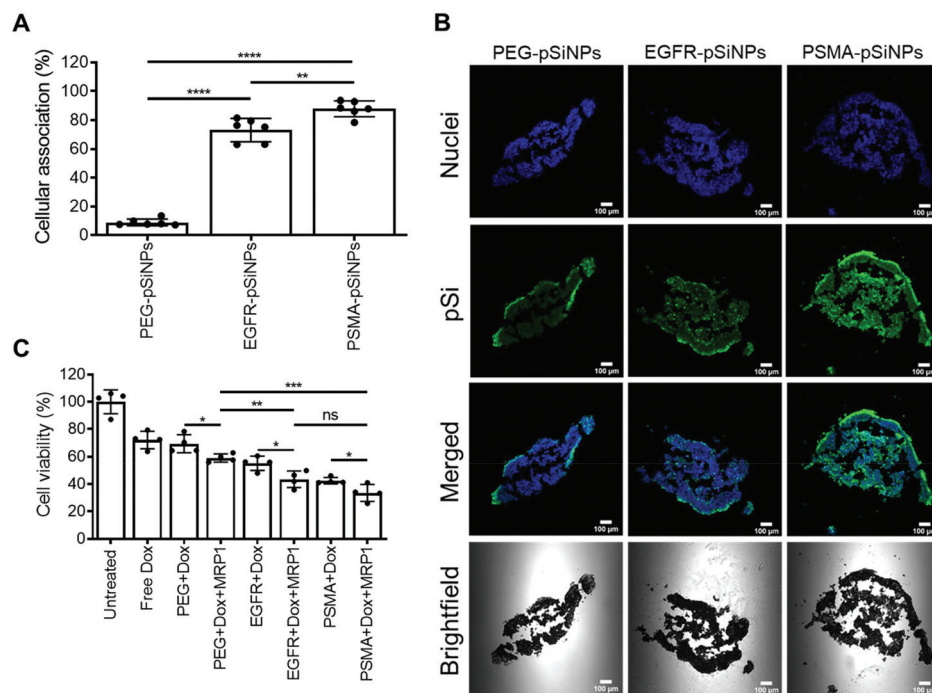 A
Cellular association (%)
120
100
80
60
40
20
0
****
****
**
PEG-pSiNPs
EGFR-pSiNPs
PSMA-pSiNPs
B
PEG-pSiNPs
EGFR-pSiNPs
PSMA-pSiNPs
Nuclei
100 µm
100 µm
100 µm
pSi
100 µm
100 µm
100 µm
Merged
100 µm
100 µm
100 µm
Brightfield
100 µm
100 µm
100 µm
C
Cell viability (%)
120
100
80
60
40
20
0
***
**
ns
*
*
*
Untreated
Free Dox
PEG+Dox
PEG+Dox+MRP1
EGFR+Dox
EGFR+Dox+MRP1
PSMA+Dox
PSMA+Dox+MRP1